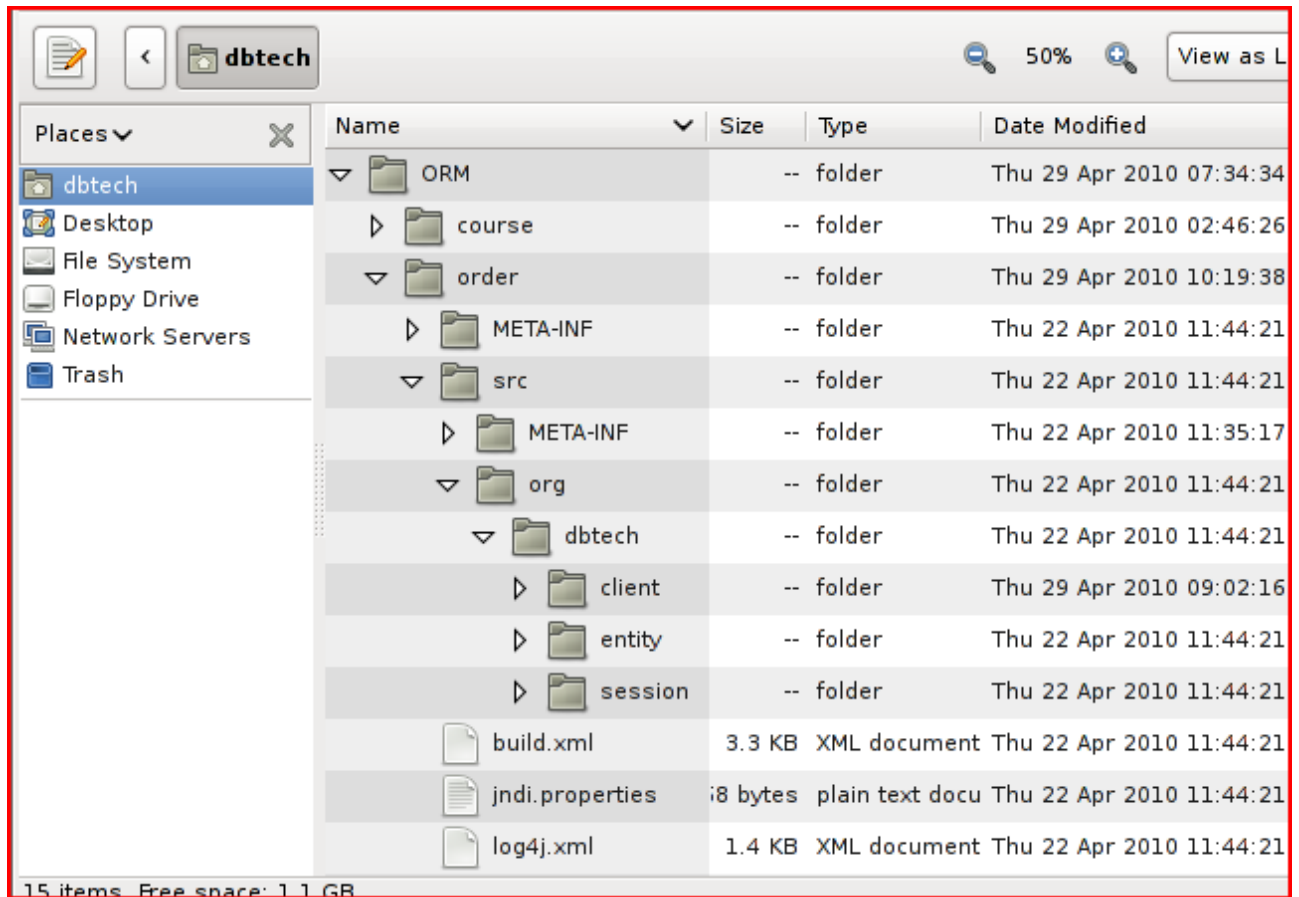 dbtech 50% View as L
Places Name Size Type Date Modified
dbtech
Desktop
File System
Floppy Drive
Network Servers
Trash
ORM -- folder Thu 29 Apr 2010 07:34:34
course -- folder Thu 29 Apr 2010 02:46:26
order -- folder Thu 29 Apr 2010 10:19:38
META-INF -- folder Thu 22 Apr 2010 11:44:21
src -- folder Thu 22 Apr 2010 11:44:21
META-INF -- folder Thu 22 Apr 2010 11:35:17
org -- folder Thu 22 Apr 2010 11:44:21
dbtech -- folder Thu 22 Apr 2010 11:44:21
client -- folder Thu 29 Apr 2010 09:02:16
entity -- folder Thu 22 Apr 2010 11:44:21
session -- folder Thu 22 Apr 2010 11:44:21
build.xml 3.3 KB XML document Thu 22 Apr 2010 11:44:21
jndi.properties 8 bytes plain text docu Thu 22 Apr 2010 11:44:21
log4j.xml 1.4 KB XML document Thu 22 Apr 2010 11:44:21
15 items, Free space: 1.1 GB